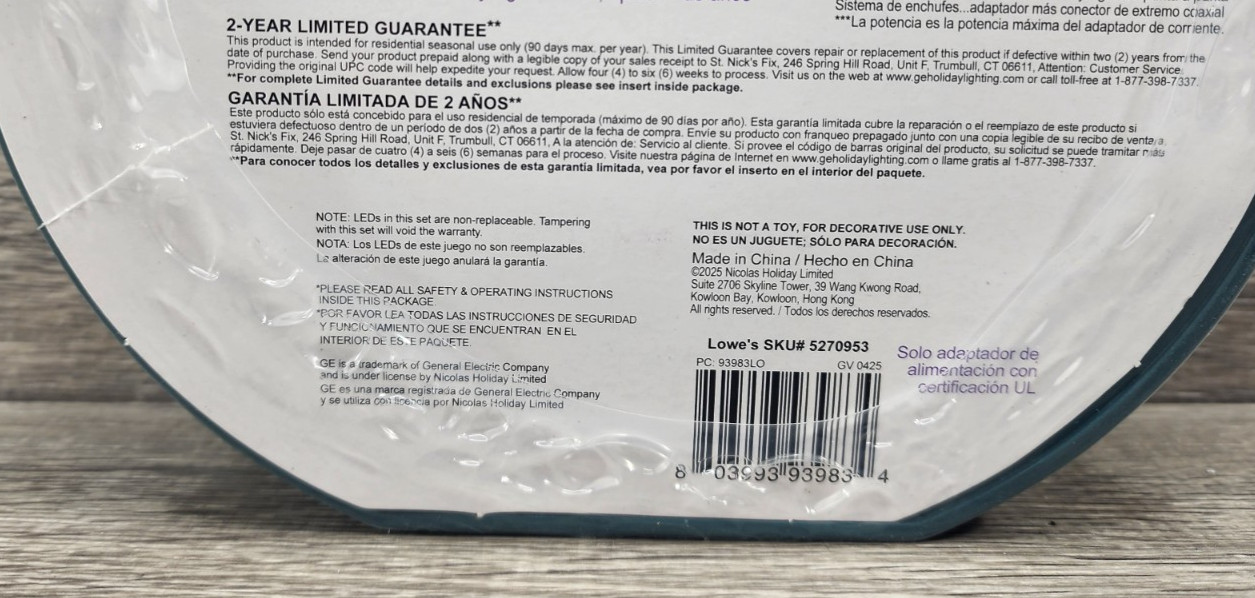 Sistema de enchufes...adaptador más conector de extremo coaxial
***La potencia es la potencia máxima del adaptador de corriente.
2-YEAR LIMITED GUARANTEE**
This product is intended for residential seasonal use only (90 days max. per year). This Limited Guarantee covers repair or replacement of this product if defective within two (2) years from the
date of purchase. Send your product prepaid along with a legible copy of your sales receipt to St. Nick's Fix, 246 Spring Hill Road, Unit F, Trumbull, CT 06611, Attention: Customer Service.
Providing the original UPC code will help expedite your request. Allow four (4) to six (6) weeks to process. Visit us on the web at www.geholidaylighting.com or call toll-free at 1-877-398-7337.
**For complete Limited Guarantee details and exclusions please see insert inside package.
GARANTÍA LIMITADA DE 2 AÑOS**
Este producto sólo está concebido para el uso residencial de temporada (máximo de 90 días por año). Esta garantía limitada cubre la reparación o el reemplazo de este producto si
estuviera defectuoso dentro de un período de dos (2) años a partir de la fecha de compra. Envíe su producto con franqueo prepagado junto con una copia legible de su recibo de venta a
St. Nick's Fix, 246 Spring Hill Road, Unit F, Trumbull, CT 06611, A la atención de: Servicio al cliente. Si provee el código de barras original del producto, su solicitud se puede tramitar más
rápidamente. Deje pasar de cuatro (4) a seis (6) semanas para el proceso. Visite nuestra página de Internet en www.geholidaylighting.com o llame gratis al 1-877-398-7337.
**Para conocer todos los detalles y exclusiones de esta garantía limitada, vea por favor el inserto en el interior del paquete.
NOTE: LEDs in this set are non-replaceable. Tampering
with this set will void the warranty.
NOTA: Los LEDs de este juego no son reemplazables.
La alteración de este juego anulará la garantía.
*PLEASE READ ALL SAFETY & OPERATING INSTRUCTIONS
INSIDE THIS PACKAGE
*POR FAVOR LEA TODAS LAS INSTRUCCIONES DE SEGURIDAD
Y FUNCIONAMIENTO QUE SE ENCUENTRAN EN EL
INTERIOR DE ESTE PAQUETE.
GE is a trademark of General Electric Company
and is under license by Nicolas Holiday Limited
GE es una marca registrada de General Electric Company
y se utiliza con licencia por Nicolas Holiday Limited
THIS IS NOT A TOY, FOR DECORATIVE USE ONLY.
NO ES UN JUGUETE; SÓLO PARA DECORACIÓN.
Made in China / Hecho en China
©2025 Nicolas Holiday Limited
Suite 2706 Skyline Tower, 39 Wang Kwong Road,
Kowloon Bay, Kowloon, Hong Kong
All rights reserved. / Todos los derechos reservados.
Lowe's SKU# 5270953
PC: 93983LO GV 0425
8 03993 93983 4
Solo adaptador de
alimentación con
certificación UL